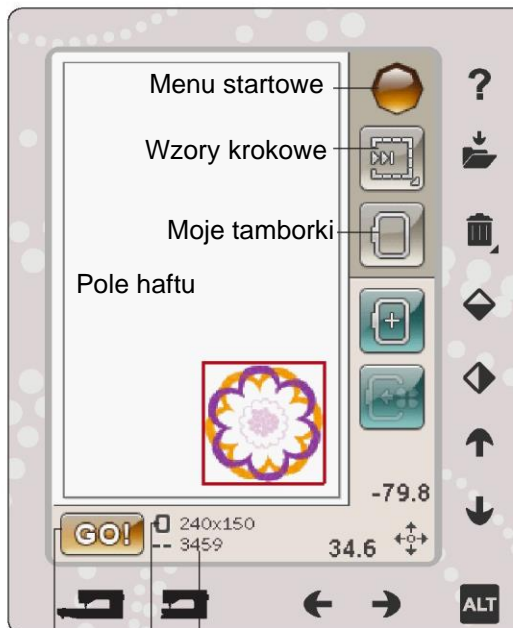 Menu startowe
Wzory krokowe
Moje tamborki
Pole haftu
-79.8
GO! 240x150
-- 3459
34.6
?
ALT